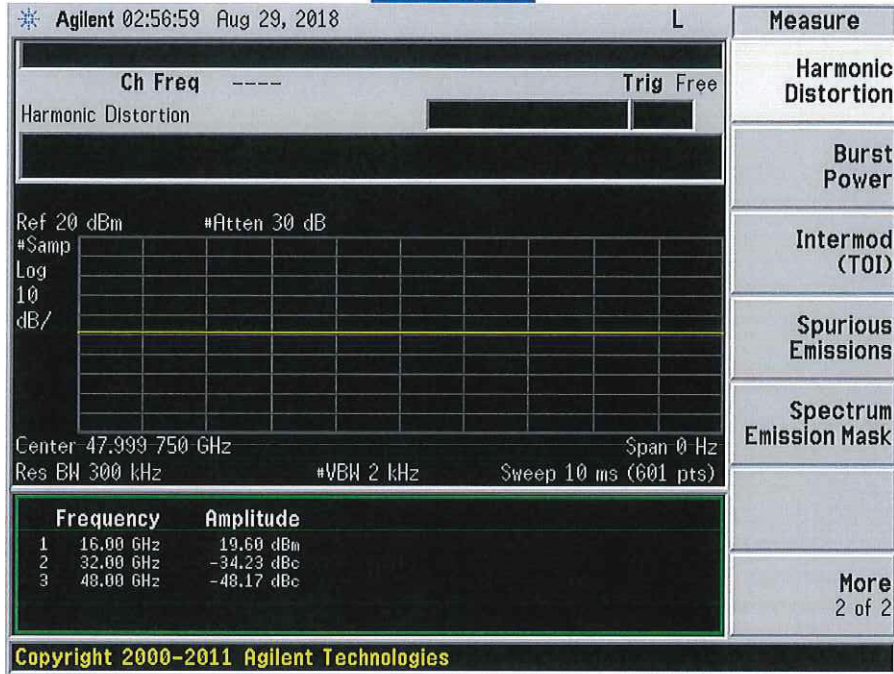 Agilent 02:56:59 Aug 29, 2018 L
Measure
Ch Freq ---- Trig Free
Harmonic Distortion
Ref 20 dBm #Atten 30 dB
#Samp
Log
10
dB/
Center 47.999 750 GHz Span 0 Hz
Res BW 300 kHz #VBW 2 kHz Sweep 10 ms (601 pts)
Frequency Amplitude
1 16.00 GHz 19.60 dBm
2 32.00 GHz -34.23 dBc
3 48.00 GHz -48.17 dBc
Copyright 2000-2011 Agilent Technologies
Harmonic
Distortion
Burst
Power
Intermod
(TOI)
Spurious
Emissions
Spectrum
Emission Mask
More
2 of 2